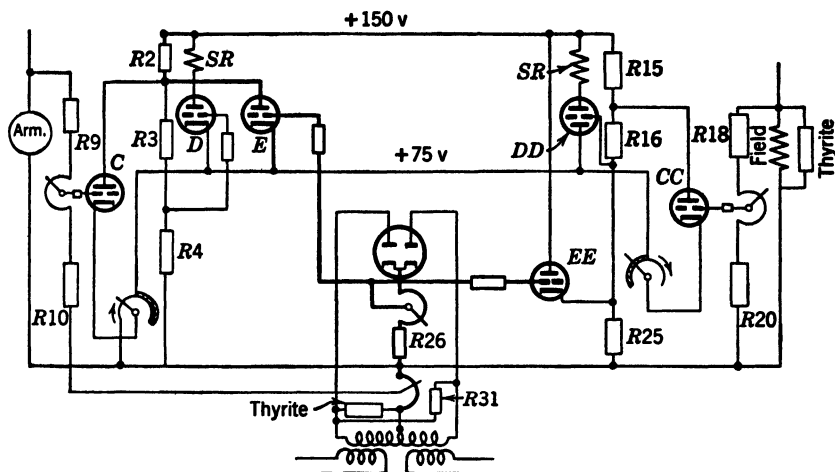 +150 v
R2
SR
SR
R15
Arm.
R9
R3
D
E
DD
R16
R18
Field
Thyrite
C
+75 v
CC
R4
EE
R10
R26
R25
R20
Thyrite
R31